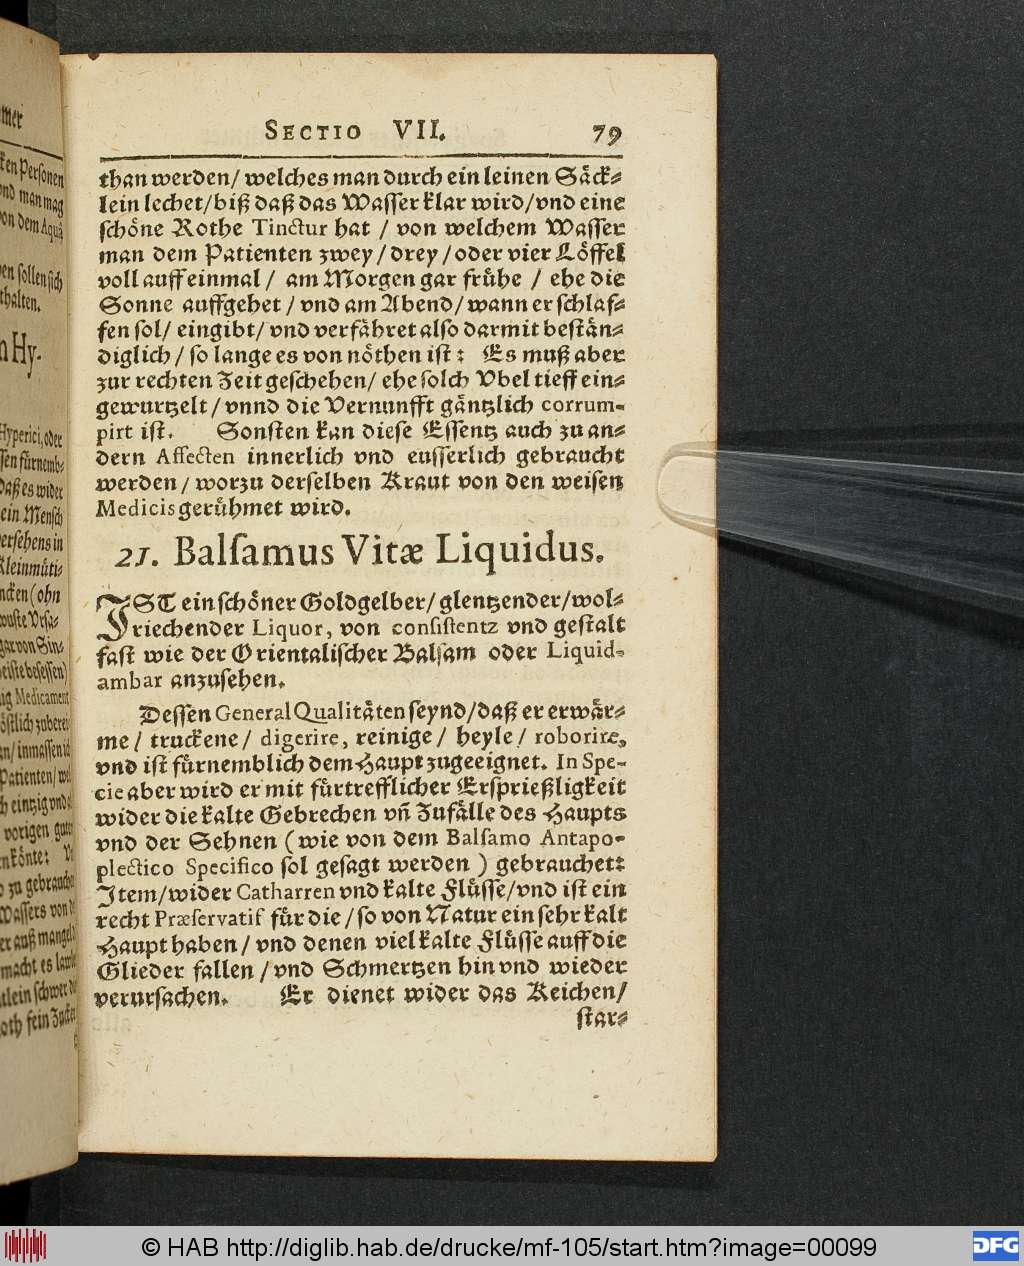 SECTIO VII. 79
than werden/ welches man durch ein leinen Säck⸗
lein lechet/ biß daß das Wasser klar wird/ vnd eine
schöne Rothe Tinctur hat / von welchem Wasser
man dem Patienten zwey / drey / oder vier Löffel
voll auff einmal / am Morgen gar frühe / ehe die
Sonne auffgehet / vnd am Abend/ wann er schlaf⸗
fen sol/ eingibt/ vnd verfähret also darmit bestän⸗
diglich / so lange es von nöthen ist: Es muß aber
zur rechten Zeit geschehen/ ehe solch Vbel tieff ein⸗
gewurtzelt / vnnd die Vernunfft gäntzlich corrum-
pirt ist. Sonsten kan diese Essentz auch zu an⸗
dern Affecten innerlich vnd eusserlich gebraucht
werden / worzu derselben Kraut von den weisen
Medicis gerühmet wird.
21. Balsamus Vitæ Liquidus.
IST ein schöner Goldgelber/ glentzender/ wol⸗
riechender Liquor, von consistentz vnd gestalt
fast wie der Orientalischer Balsam oder Liquid-
ambar anzusehen.
Dessen General Qualitäten seynd/ daß er erwär⸗
me / truckene / digerire, reinige / heyle / roborire,
vnd ist fürnemblich dem Haupt zugeeignet. In Spe-
cie aber wird er mit fürtrefflicher Ersprießligkeit
wider die kalte Gebrechen vñ Zufälle des Haupts
vnd der Sehnen (wie von dem Balsamo Antapo-
plectico Specifico sol gesagt werden) gebrauchet:
Item/ wider Catharren vnd kalte Flüsse/ vnd ist ein
recht Præservatif für die / so von Natur ein sehr kalt
Haupt haben / vnd denen viel kalte Flüsse auff die
Glieder fallen / vnd Schmertzen hin vnd wieder
verursachen. Er dienet wider das Keichen/
star⸗
© HAB http://diglib.hab.de/drucke/mf-105/start.htm?image=00099
DFG